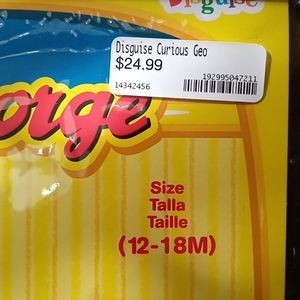 Disguise
Disguise Curious Geo
$24.99
192995047211
14342456
orge
Size
Talla
Taille
(12-18M)